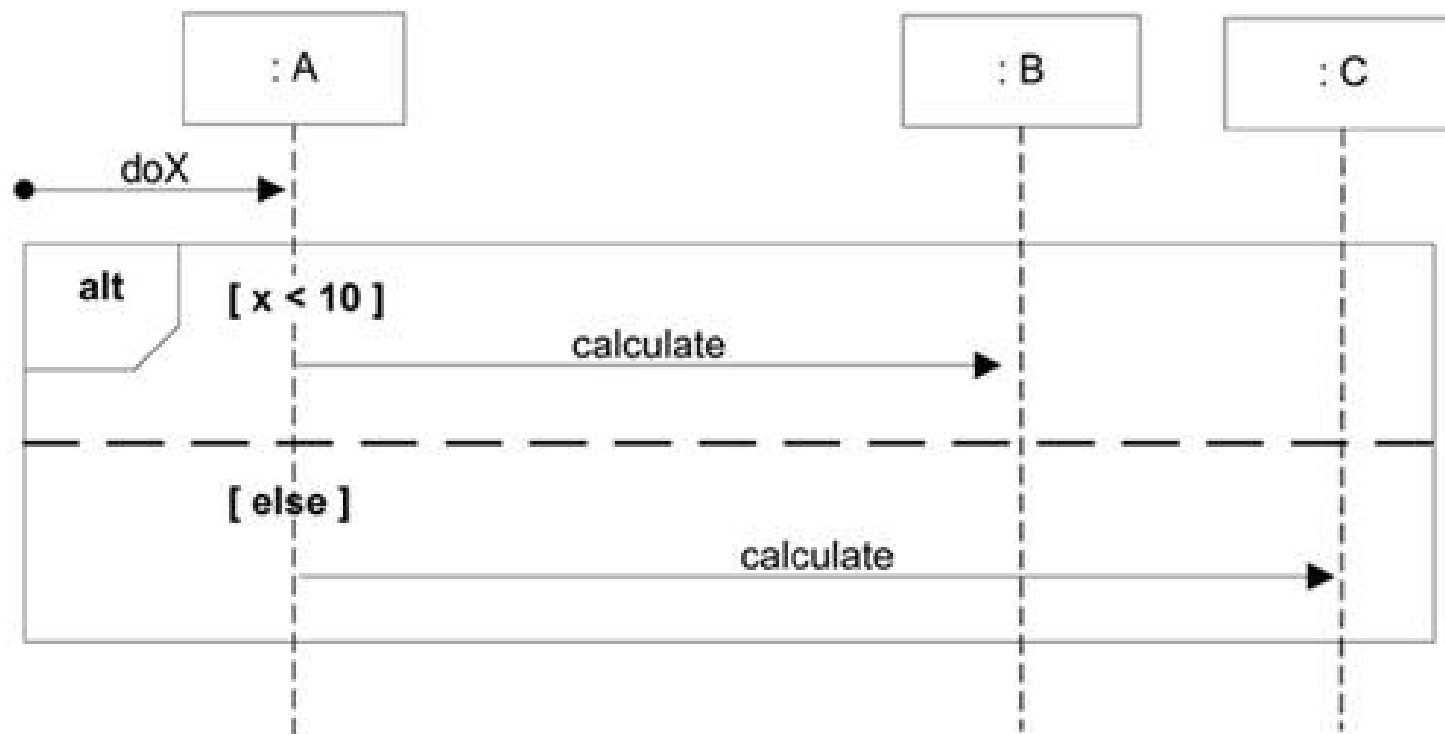 : A
: B
: C
doX
alt
[ x < 10 ]
calculate
[ else ]
calculate